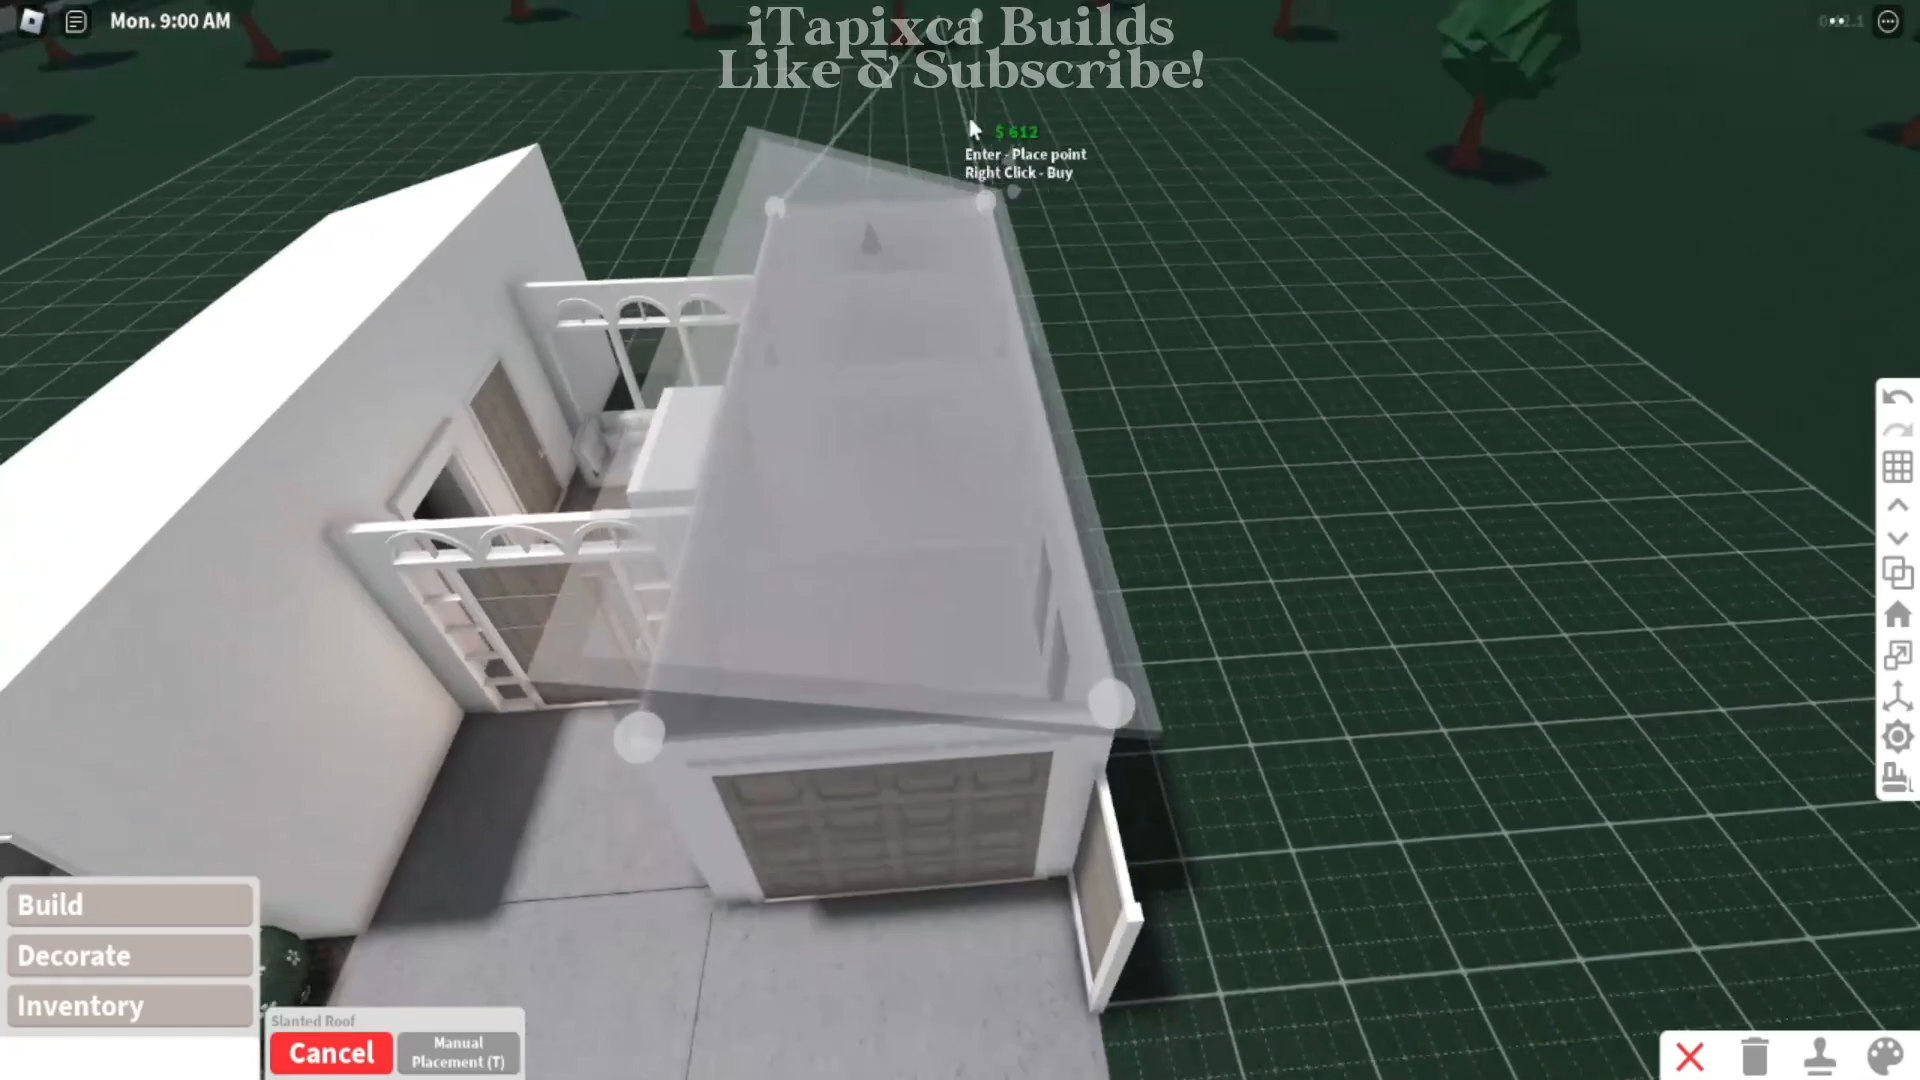 Mon. 9:00 AM
iTapixca Builds
Like & Subscribe!
$ 612
Enter - Place point
Right Click - Buy
Build
Decorate
Inventory
Slanted Roof
Cancel
Manual
Placement (T)